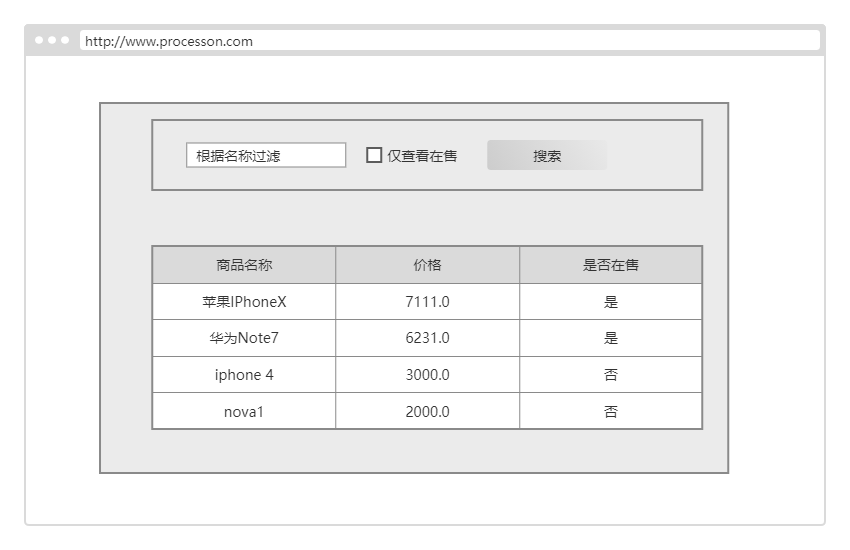 http://www.processon.com
根据名称过滤 仅查看在售 搜索
商品名称 价格 是否在售
苹果IPhoneX 7111.0 是
华为Note7 6231.0 是
iphone 4 3000.0 否
nova1 2000.0 否